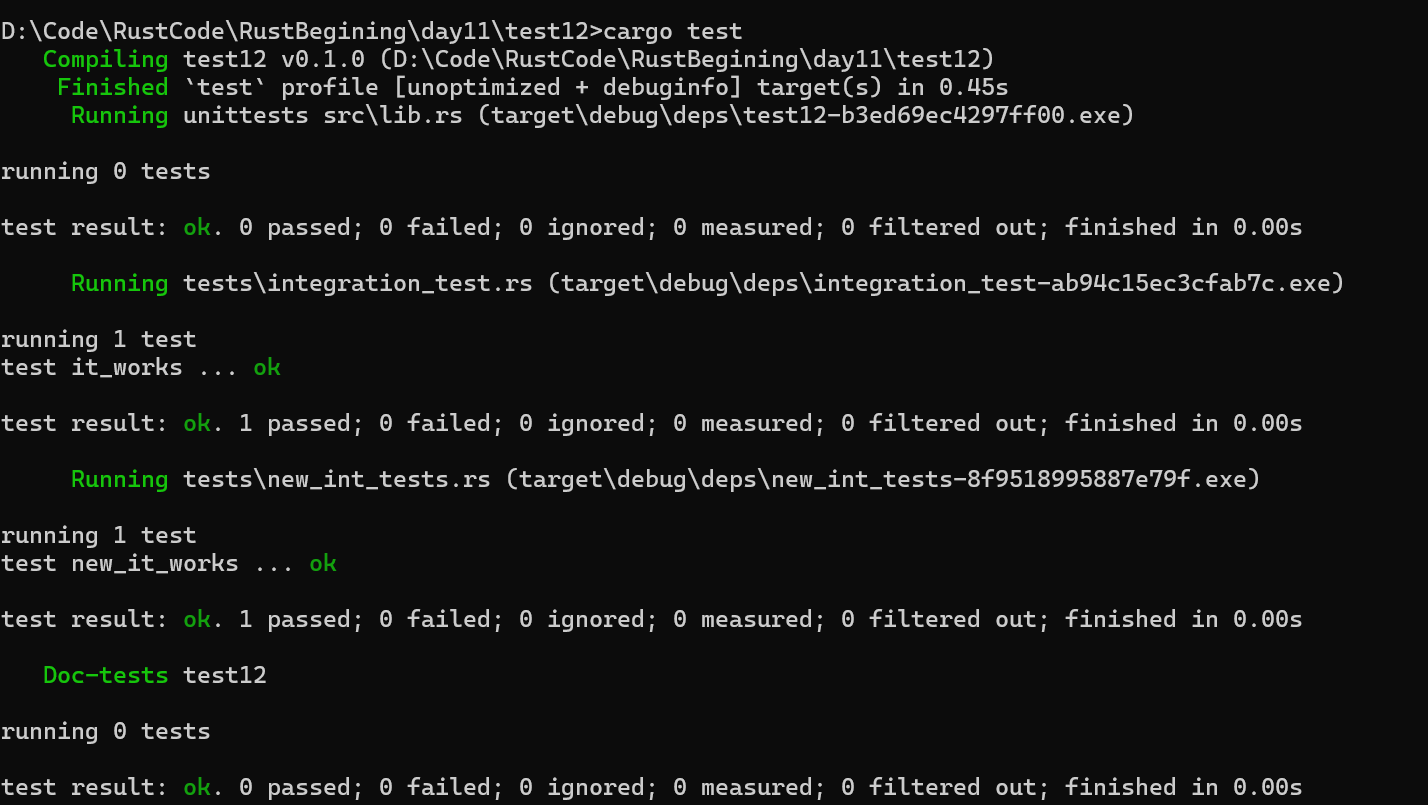 D:\Code\RustCode\RustBegining\day11\test12>cargo test
   Compiling test12 v0.1.0 (D:\Code\RustCode\RustBegining\day11\test12)
    Finished `test` profile [unoptimized + debuginfo] target(s) in 0.45s
     Running unittests src\lib.rs (target\debug\deps\test12-b3ed69ec4297ff00.exe)
running 0 tests
test result: ok. 0 passed; 0 failed; 0 ignored; 0 measured; 0 filtered out; finished in 0.00s
     Running tests\integration_test.rs (target\debug\deps\integration_test-ab94c15ec3cfab7c.exe)
running 1 test
test it_works ... ok
test result: ok. 1 passed; 0 failed; 0 ignored; 0 measured; 0 filtered out; finished in 0.00s
     Running tests\new_int_tests.rs (target\debug\deps\new_int_tests-8f9518995887e79f.exe)
running 1 test
test new_it_works ... ok
test result: ok. 1 passed; 0 failed; 0 ignored; 0 measured; 0 filtered out; finished in 0.00s
   Doc-tests test12
running 0 tests
test result: ok. 0 passed; 0 failed; 0 ignored; 0 measured; 0 filtered out; finished in 0.00s